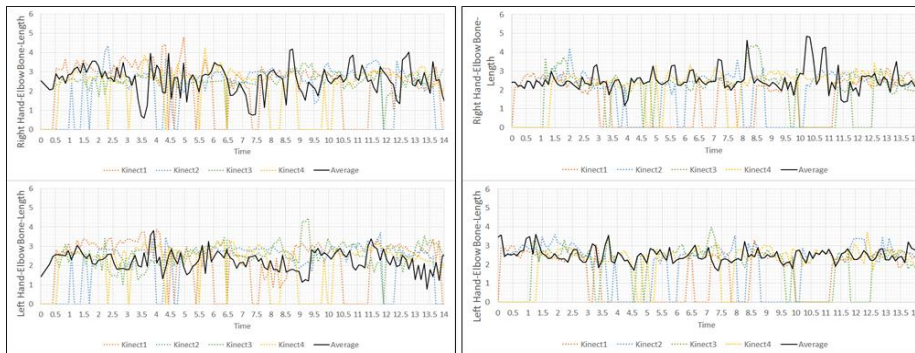 Right Hand-Elbow Bone-Length
6
5
4
3
2
1
0
0 0.5 1 1.5 2 2.5 3 3.5 4 4.5 5 5.5 6 6.5 7 7.5 8 8.5 9 9.5 10 10.5 11 11.5 12 12.5 13 13.5 14
Time
Kinect1 Kinect2 Kinect3 Kinect4 Average
Left Hand-Elbow Bone-Length
6
5
4
3
2
1
0
0 0.5 1 1.5 2 2.5 3 3.5 4 4.5 5 5.5 6 6.5 7 7.5 8 8.5 9 9.5 10 10.5 11 11.5 12 12.5 13 13.5 14
Time
Kinect1 Kinect2 Kinect3 Kinect4 Average
Right Hand-Elbow Bone-
Length
6
5
4
3
2
1
0
0 0.5 1 1.5 2 2.5 3 3.5 4 4.5 5 5.5 6 6.5 7 7.5 8 8.5 9 9.5 10 10.5 11 11.5 12 12.5 13 13.5
Time
Kinect1 Kinect2 Kinect3 Kinect4 Average
Left Hand-Elbow Bone-Length
6
5
4
3
2
1
0
0 0.5 1 1.5 2 2.5 3 3.5 4 4.5 5 5.5 6 6.5 7 7.5 8 8.5 9 9.5 10 10.5 11 11.5 12 12.5 13 13.5
Time
Kinect1 Kinect2 Kinect3 Kinect4 Average